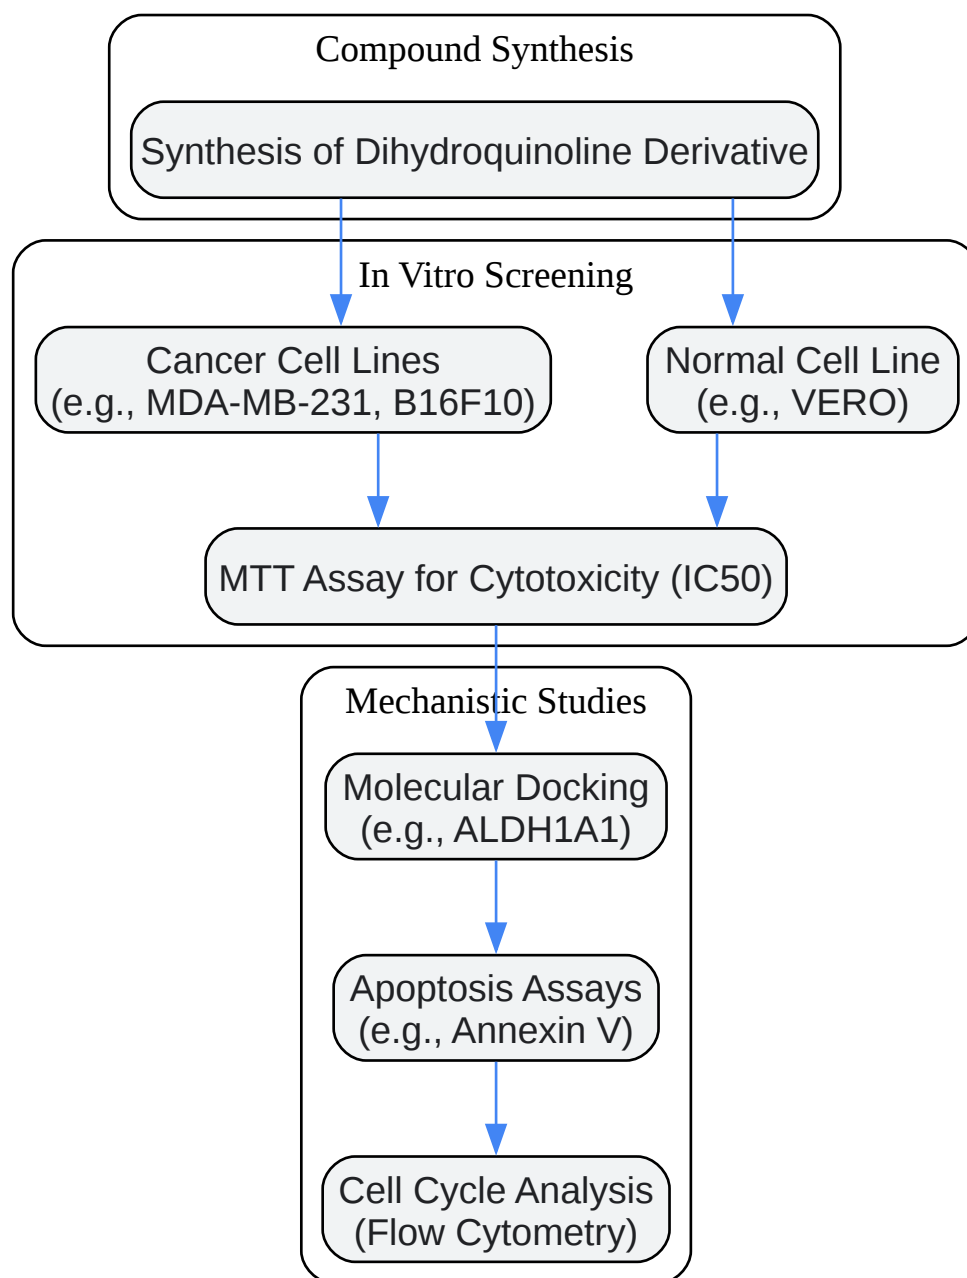 Compound Synthesis
Synthesis of Dihydroquinoline Derivative
In Vitro Screening
Cancer Cell Lines
(e.g., MDA-MB-231, B16F10)
Normal Cell Line
(e.g., VERO)
MTT Assay for Cytotoxicity (IC50)
Mechanistic Studies
Molecular Docking
(e.g., ALDH1A1)
Apoptosis Assays
(e.g., Annexin V)
Cell Cycle Analysis
(Flow Cytometry)